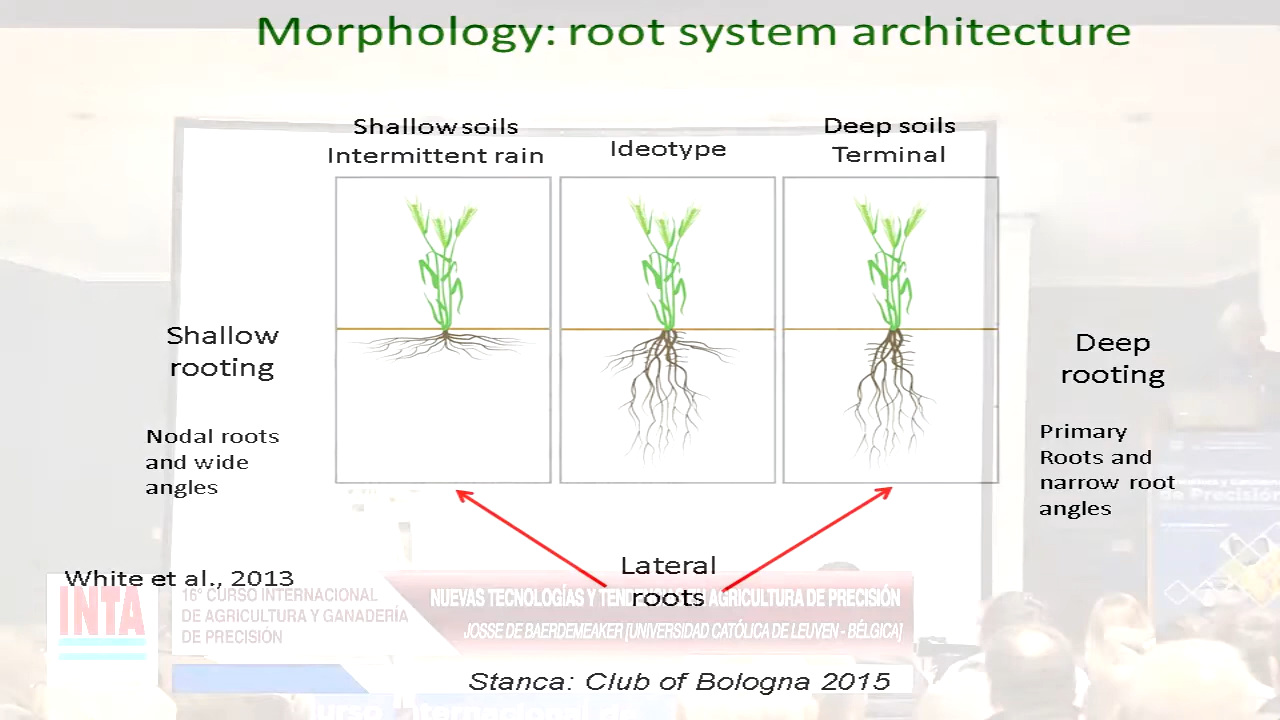 Morphology: root system architecture
Shallow soils
Intermittent rain
Ideotype
Deep soils
Terminal
Shallow
rooting
Deep
rooting
Nodal roots
and wide
angles
Primary
Roots and
narrow root
angles
Lateral
roots
White et al., 2013
INTA
16° CURSO INTERNACIONAL
DE AGRICULTURA Y GANADERÍA
DE PRECISIÓN
NUEVAS TECNOLOGÍAS Y AGRICULTURA DE PRECISIÓN
JOSSE DE BAERDEMEAKER [UNIVERSIDAD CATÓLICA DE LEUVEN - BÉLGICA]
Stanca: Club of Bologna 2015
de Precisión